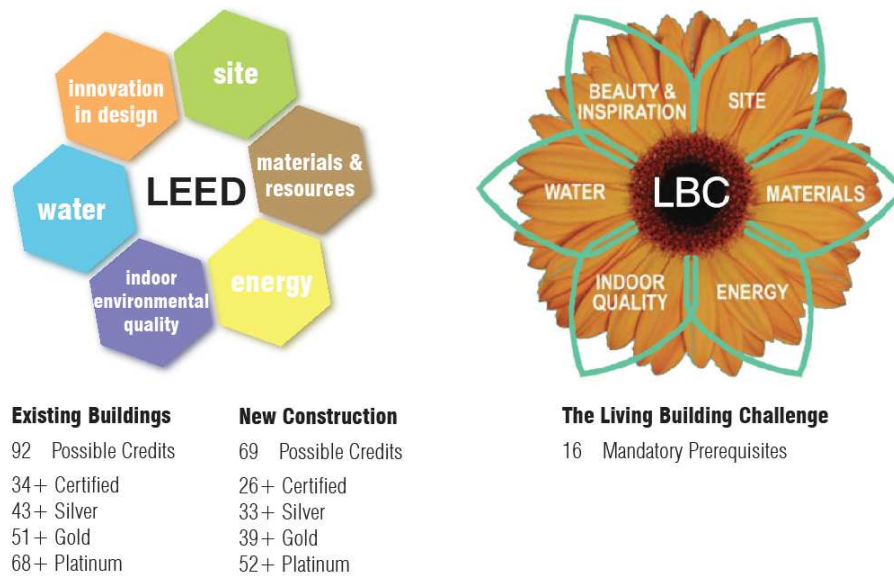 innovation
in design
site
materials &
resources
LEED
water
indoor
environmental
quality
energy
BEAUTY &
INSPIRATION
SITE
WATER
LBC
MATERIALS
INDOOR
QUALITY
ENERGY
Existing Buildings
92 Possible Credits
34+ Certified
43+ Silver
51+ Gold
68+ Platinum
New Construction
69 Possible Credits
26+ Certified
33+ Silver
39+ Gold
52+ Platinum
The Living Building Challenge
16 Mandatory Prerequisites